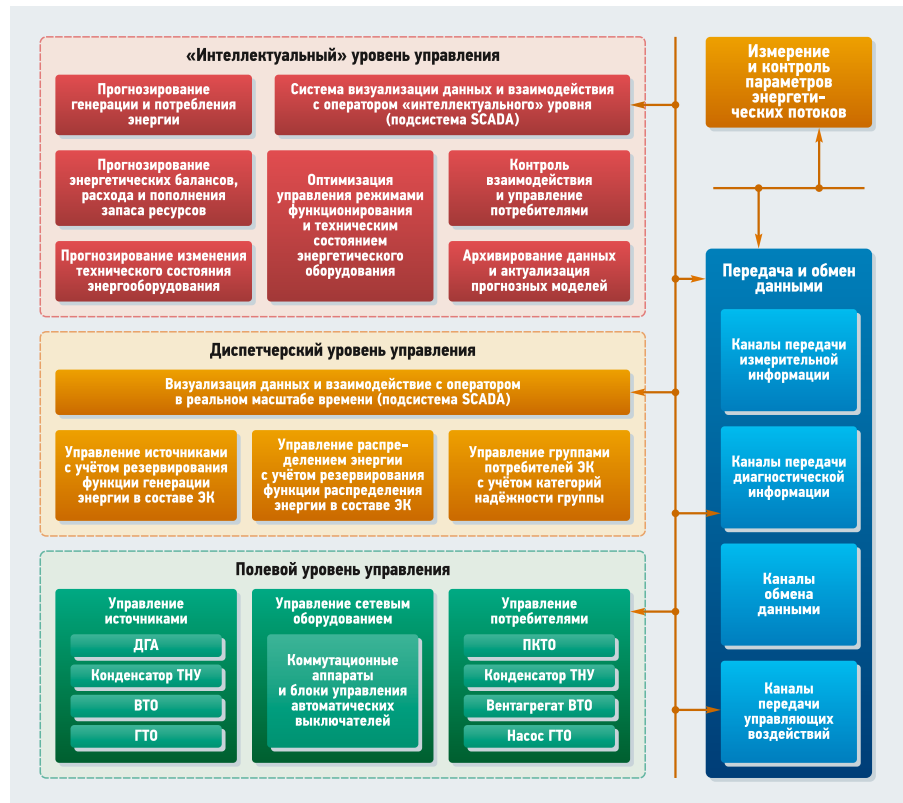 «Интеллектуальный» уровень управления
Прогнозирование
генерации и потребления
энергии
Система визуализации данных и взаимодействия
с оператором «интеллектуального» уровня
(подсистема SCADA)
Прогнозирование
энергетических балансов,
расхода и пополнения
запаса ресурсов
Оптимизация
управления режимами
функционирования
и техническим
состоянием
энергетического
оборудования
Контроль
взаимодействия
и управление
потребителями
Прогнозирование изменения
технического состояния
энергооборудования
Архивирование данных
и актуализация
прогнозных моделей
Диспетчерский уровень управления
Визуализация данных и взаимодействие с оператором
в реальном масштабе времени (подсистема SCADA)
Управление источниками
с учётом резервирования
функции генерации
энергии в составе ЭК
Управление распре-
делением энергии
с учётом резервирования
функции распределения
энергии в составе ЭК
Управление группами
потребителей ЭК
с учётом категорий
надёжности группы
Полевой уровень управления
Управление
источниками
ДГА
Конденсатор ТНУ
ВТО
ГТО
Управление сетевым
оборудованием
Коммутационные
аппараты
и блоки управления
автоматических
выключателей
Управление
потребителями
ПКТО
Конденсатор ТНУ
Вентагрегат ВТО
Насос ГТО
Измерение
и контроль
параметров
энергети-
ческих потоков
Передача и обмен
данными
Каналы передачи
измерительной
информации
Каналы передачи
диагностической
информации
Каналы
обмена
данными
Каналы
передачи
управляющих
воздействий